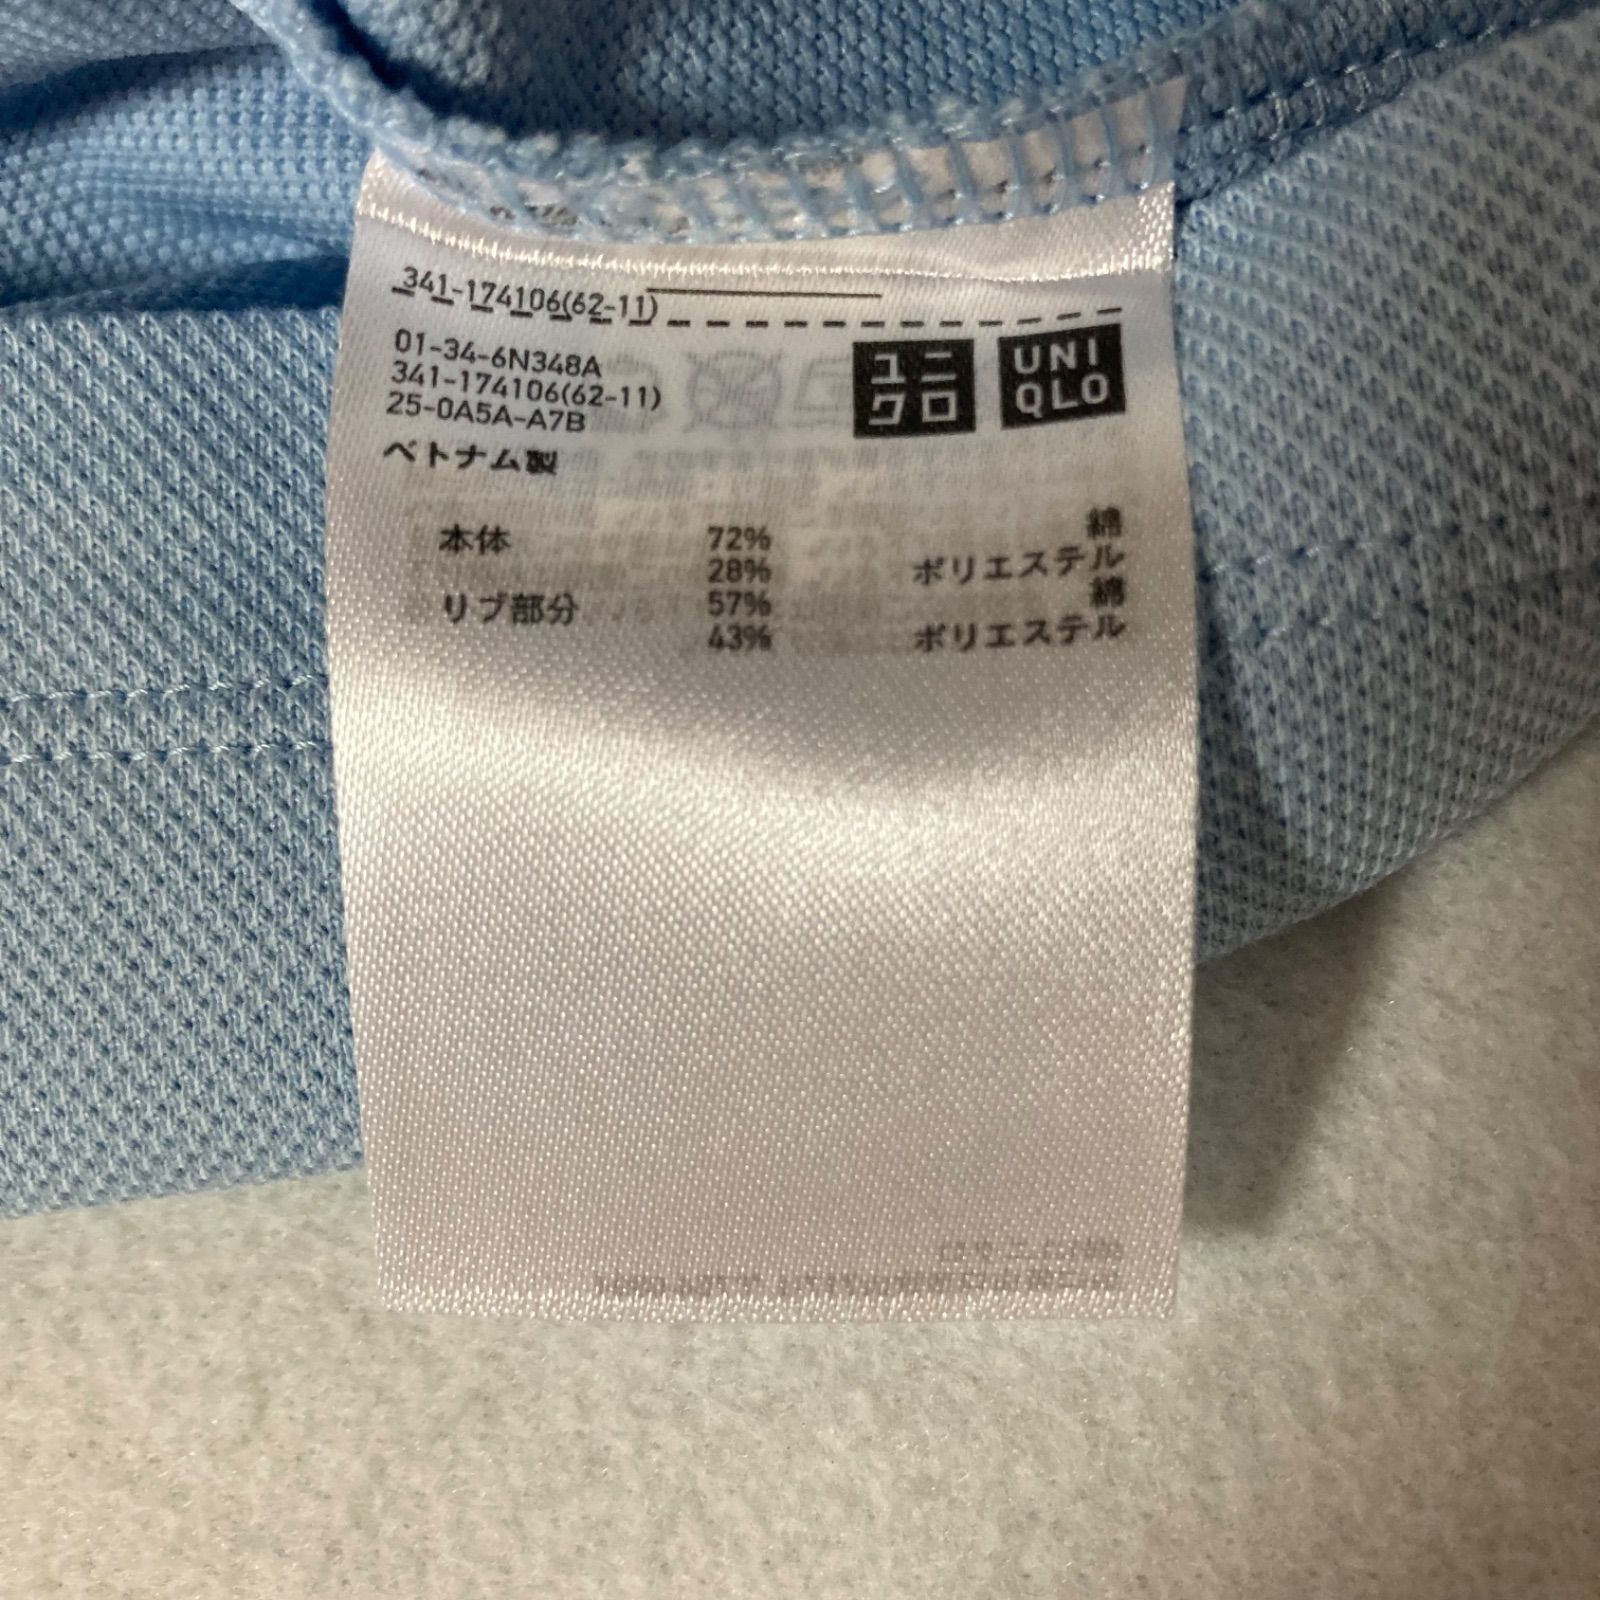 341-174106(62-11)
01-34-6N348A
341-174106(62-11)
25-0A5A-A7B
ベトナム製
ユニ
クロ
UNI
QLO
本体 72% 綿
28% ポリエステル
リブ部分 57% 綿
43% ポリエステル